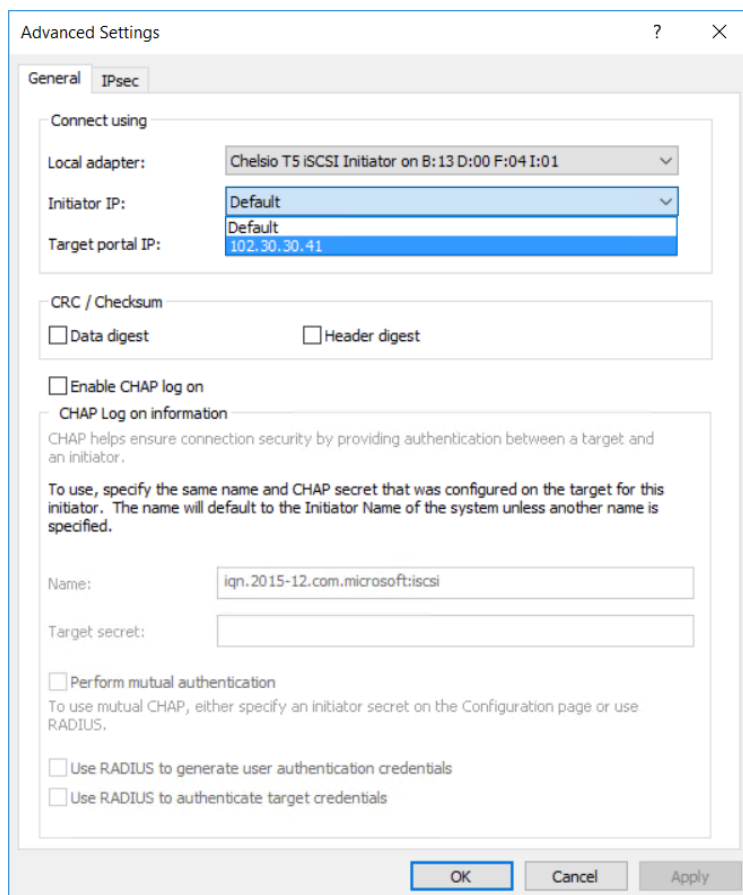 Advanced Settings
?
General
IPsec
Connect using
Local adapter:
Chelsio T5 iSCSI Initiator on B:13 D:00 F:04 I:01
Initiator IP:
Default
Default
Target portal IP:
102.30.30.41
CRC / Checksum
Data digest
Header digest
Enable CHAP log on
CHAP Log on information
CHAP helps ensure connection security by providing authentication between a target and
an initiator.
To use, specify the same name and CHAP secret that was configured on the target for this
initiator. The name will default to the Initiator Name of the system unless another name is
specified.
Name:
iqn.2015-12.com.microsoft:iscsi
Target secret:
Perform mutual authentication
To use mutual CHAP, either specify an initiator secret on the Configuration page or use
RADIUS.
Use RADIUS to generate user authentication credentials
Use RADIUS to authenticate target credentials
OK
Cancel
Apply